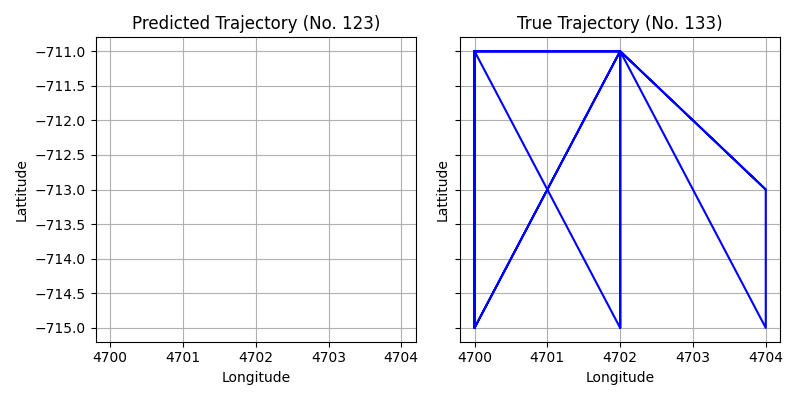 Predicted Trajectory (No. 123)
−711.0
−711.5
−712.0
−712.5
−713.0
−713.5
−714.0
−714.5
−715.0
Lattitude
4700 4701 4702 4703 4704
Longitude
True Trajectory (No. 133)
Lattitude
4700 4701 4702 4703 4704
Longitude